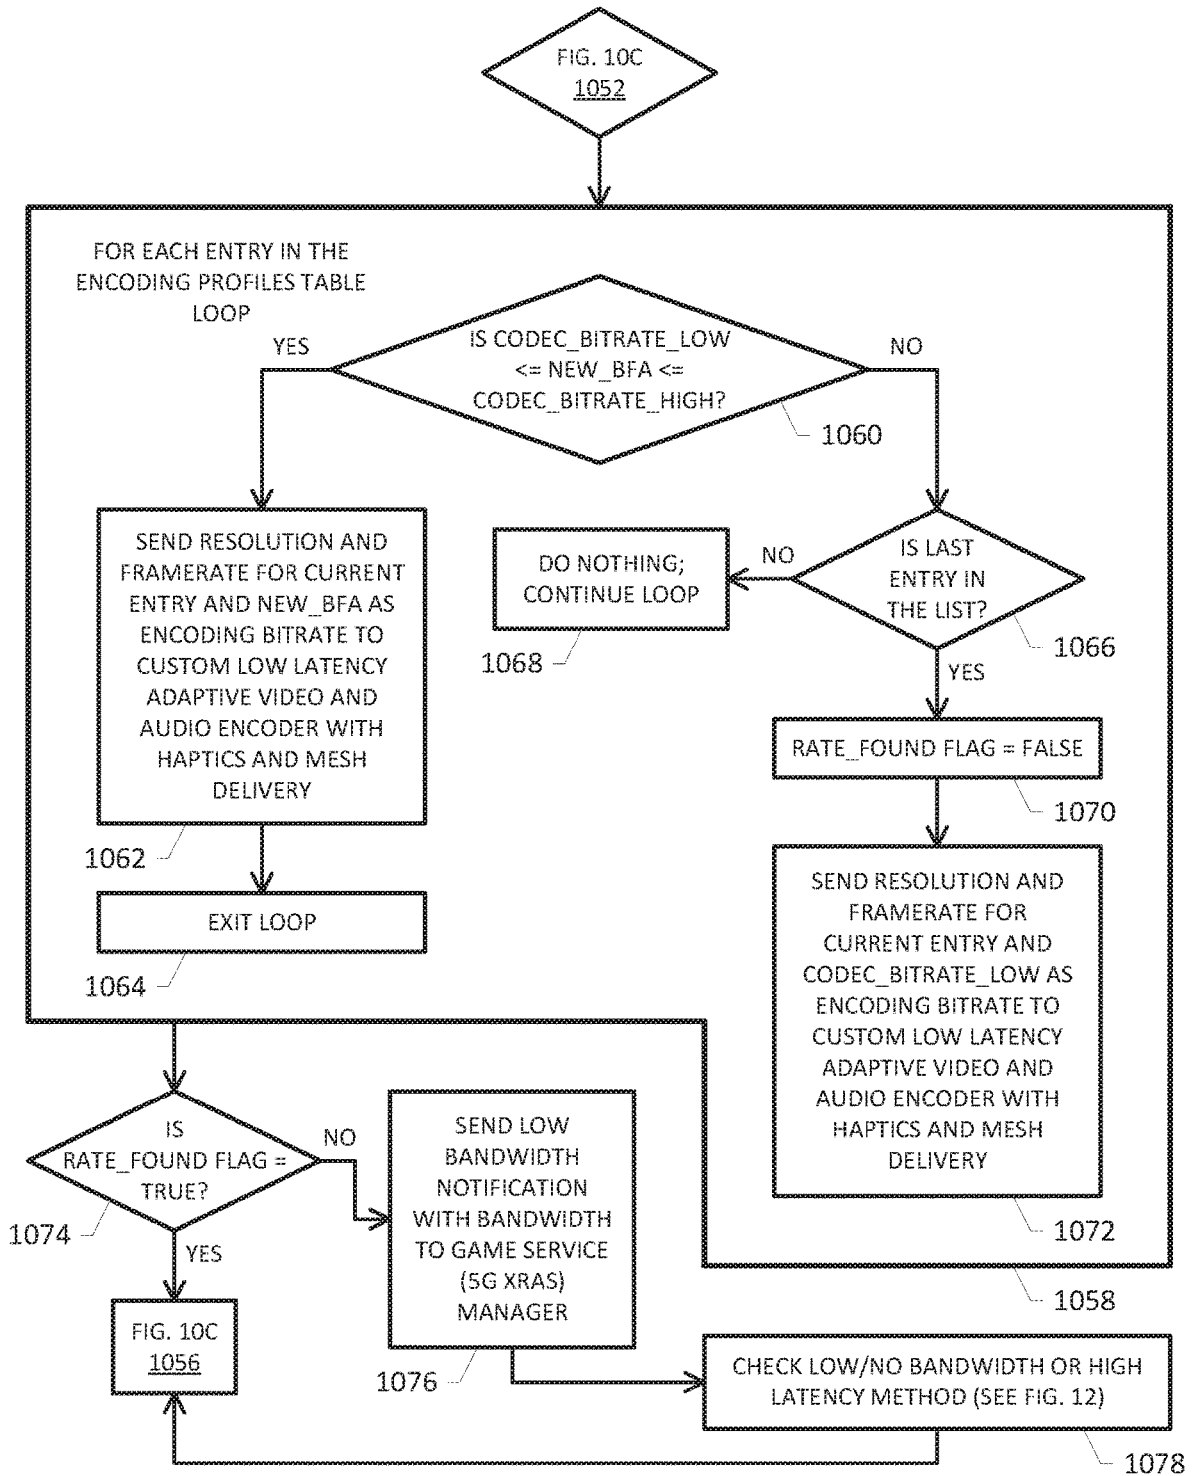 FIG. 10C
1052
FOR EACH ENTRY IN THE
ENCODING PROFILES TABLE
LOOP
IS CODEC_BITRATE_LOW
<= NEW_BFA <=
CODEC_BITRATE_HIGH?
YES
NO
1060
SEND RESOLUTION AND
FRAMERATE FOR CURRENT
ENTRY AND NEW_BFA AS
ENCODING BITRATE TO
CUSTOM LOW LATENCY
ADAPTIVE VIDEO AND
AUDIO ENCODER WITH
HAPTICS AND MESH
DELIVERY
1062
EXIT LOOP
1064
IS LAST
ENTRY IN
THE LIST?
1066
NO
DO NOTHING;
CONTINUE LOOP
1068
YES
RATE_FOUND FLAG = FALSE
1070
SEND RESOLUTION AND
FRAMERATE FOR
CURRENT ENTRY AND
CODEC_BITRATE_LOW AS
ENCODING BITRATE TO
CUSTOM LOW LATENCY
ADAPTIVE VIDEO AND
AUDIO ENCODER WITH
HAPTICS AND MESH
DELIVERY
1072
1058
IS
RATE_FOUND FLAG =
TRUE?
1074
NO
YES
SEND LOW
BANDWIDTH
NOTIFICATION
WITH BANDWIDTH
TO GAME SERVICE
(5G XRAS)
MANAGER
1076
FIG. 10C
1056
CHECK LOW/NO BANDWIDTH OR HIGH
LATENCY METHOD (SEE FIG. 12)
1078